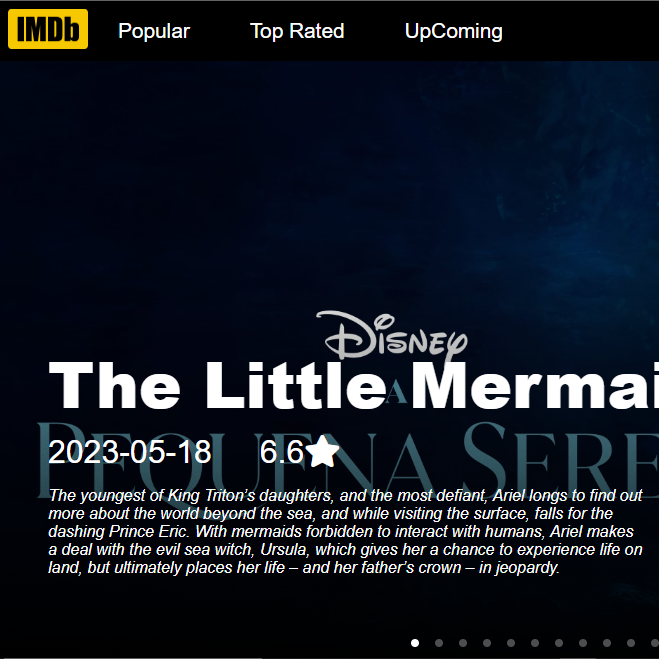 IMDb Popular Top Rated UpComing
Disney
A
The Little Mermai
PEQUENA SERE
2023-05-18 6.6
The youngest of King Triton’s daughters, and the most defiant, Ariel longs to find out
more about the world beyond the sea, and while visiting the surface, falls for the
dashing Prince Eric. With mermaids forbidden to interact with humans, Ariel makes
a deal with the evil sea witch, Ursula, which gives her a chance to experience life on
land, but ultimately places her life – and her father’s crown – in jeopardy.